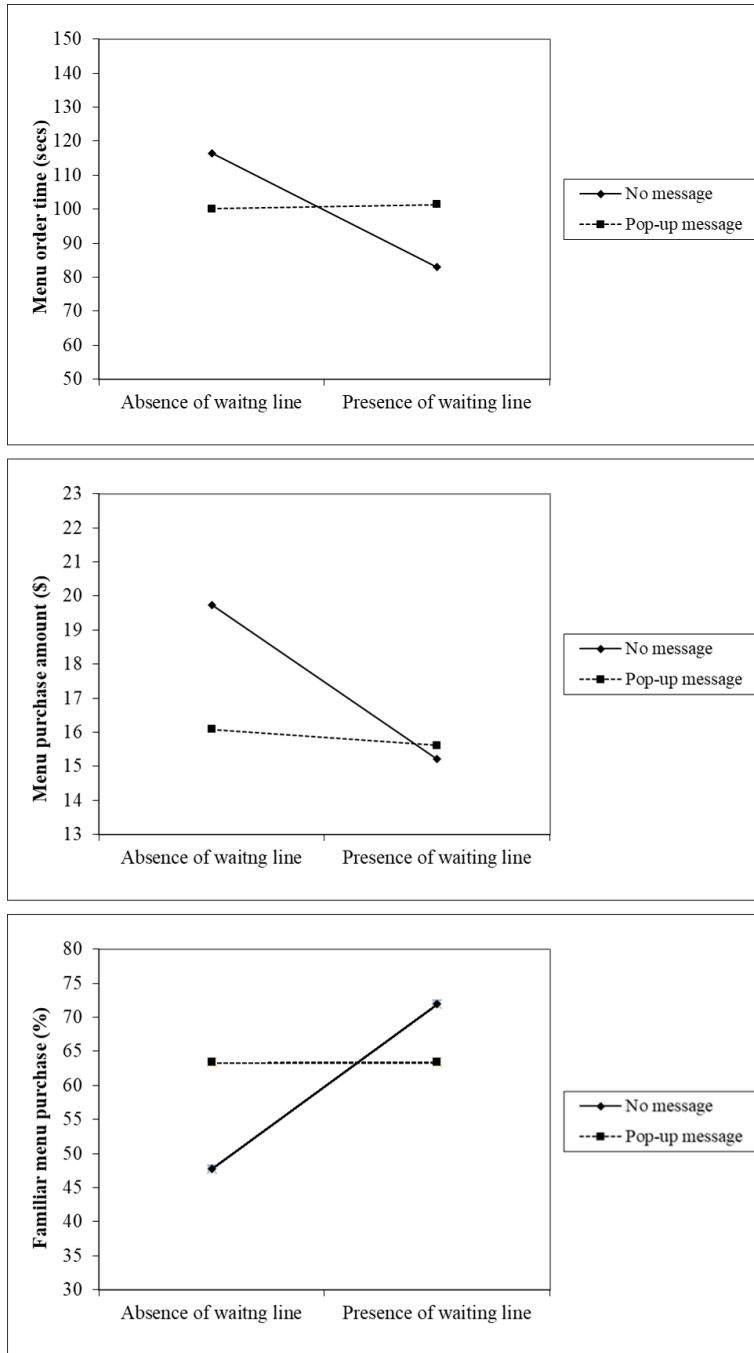 Menu order time (secs)
150
140
130
120
110
100
90
80
70
60
50
Absence of waitng line
Presence of waiting line
No message
Pop-up message
Menu purchase amount ($)
23
22
21
20
19
18
17
16
15
14
13
Absence of waitng line
Presence of waiting line
No message
Pop-up message
Familiar menu purchase (%)
80
75
70
65
60
55
50
45
40
35
30
Absence of waitng line
Presence of waiting line
No message
Pop-up message